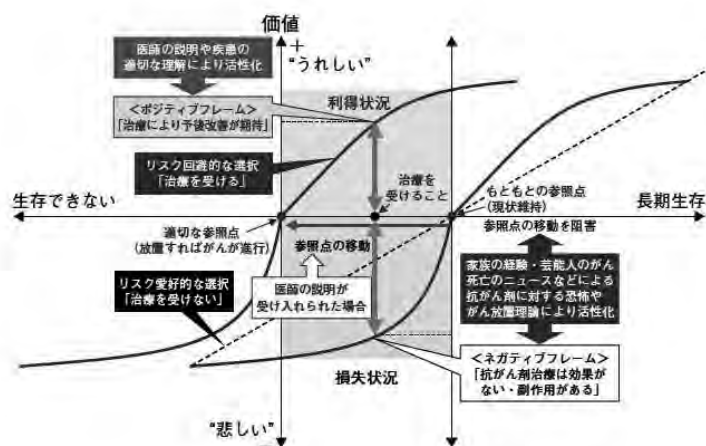 価値
+
“うれしい”
医師の説明や疾患の
適切な理解により活性化
<ポジティブフレーム>
「治療により予後改善が期待」
利得状況
リスク回避的な選択
「治療を受ける」
治療を
受けること
もともとの参照点
(現状維持)
生存できない
長期生存
適切な参照点
(放置すればがんが進行)
参照点の移動
参照点の移動を阻害
リスク愛好的な選択
「治療を受けない」
医師の説明が
受け入れられた場合
家族の経験・芸能人のがん
死亡のニュースなどによる
抗がん剤に対する恐怖や
がん放置理論により活性化
<ネガティブフレーム>
「抗がん剤治療は効果が
ない・副作用がある」
損失状況
“悲しい”